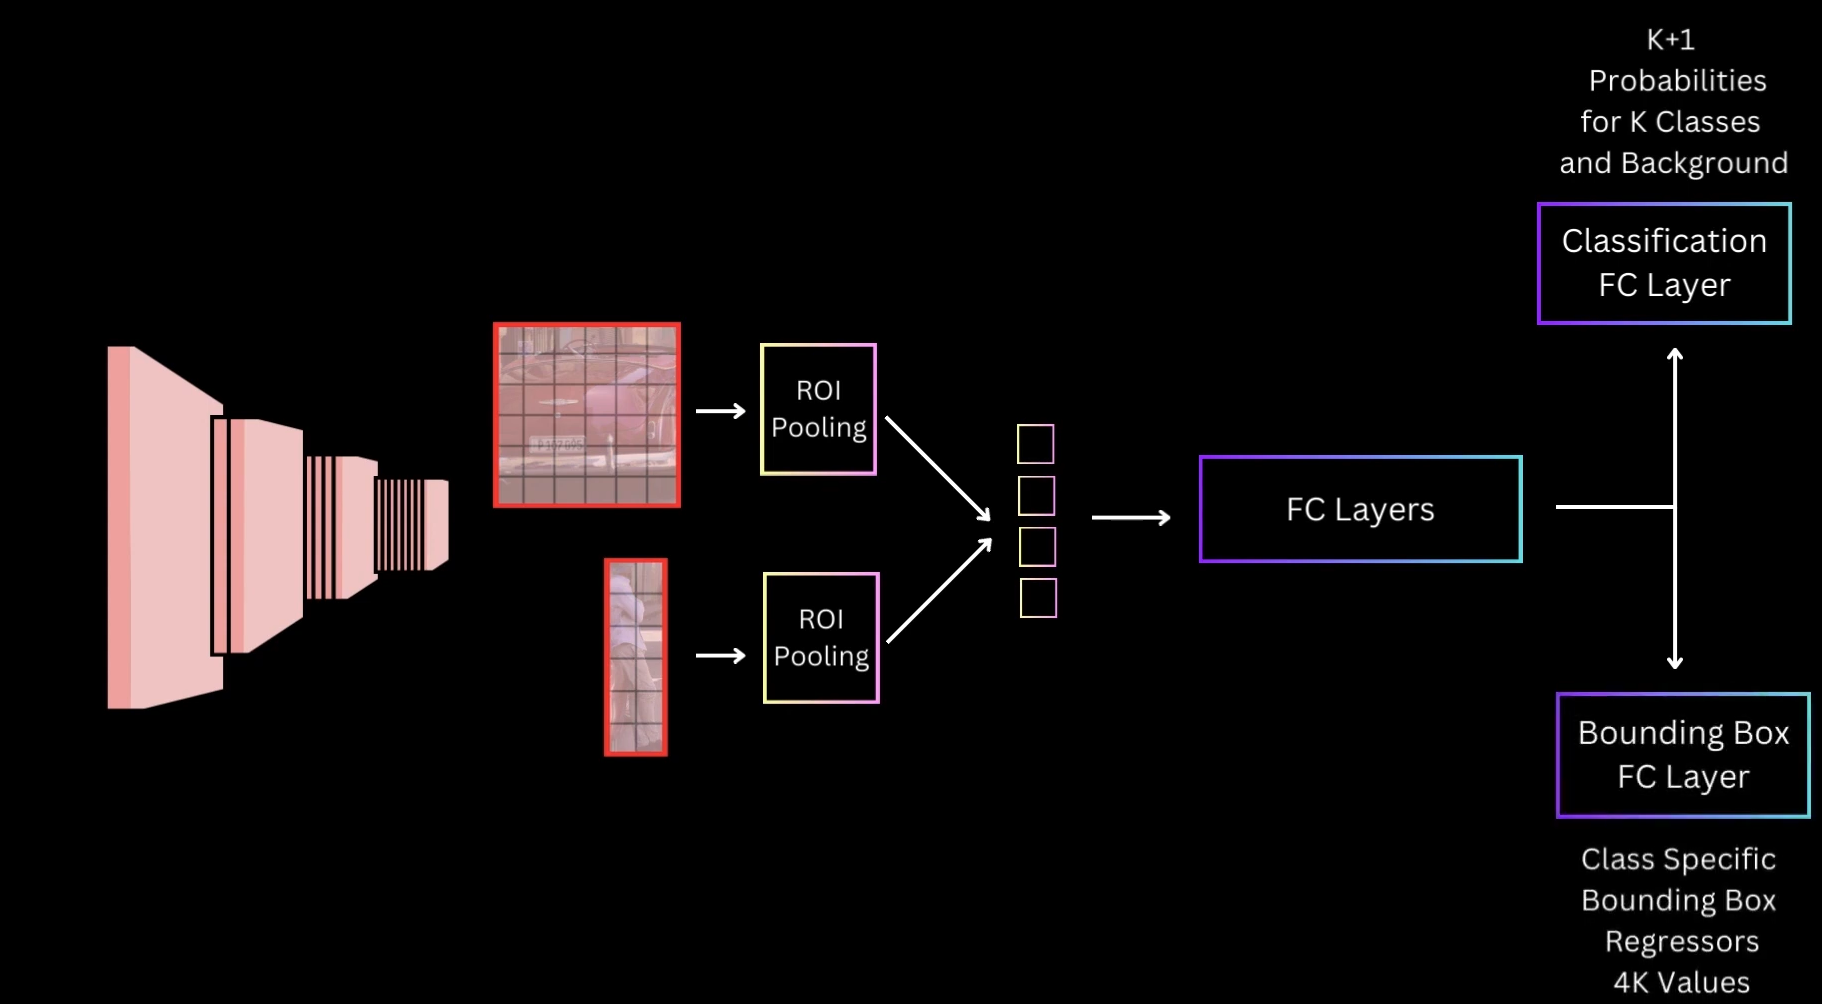 K+1
Probabilities
for K Classes
and Background
Classification
FC Layer
ROI
Pooling
FC Layers
ROI
Pooling
Bounding Box
FC Layer
Class Specific
Bounding Box
Regressors
4K Values